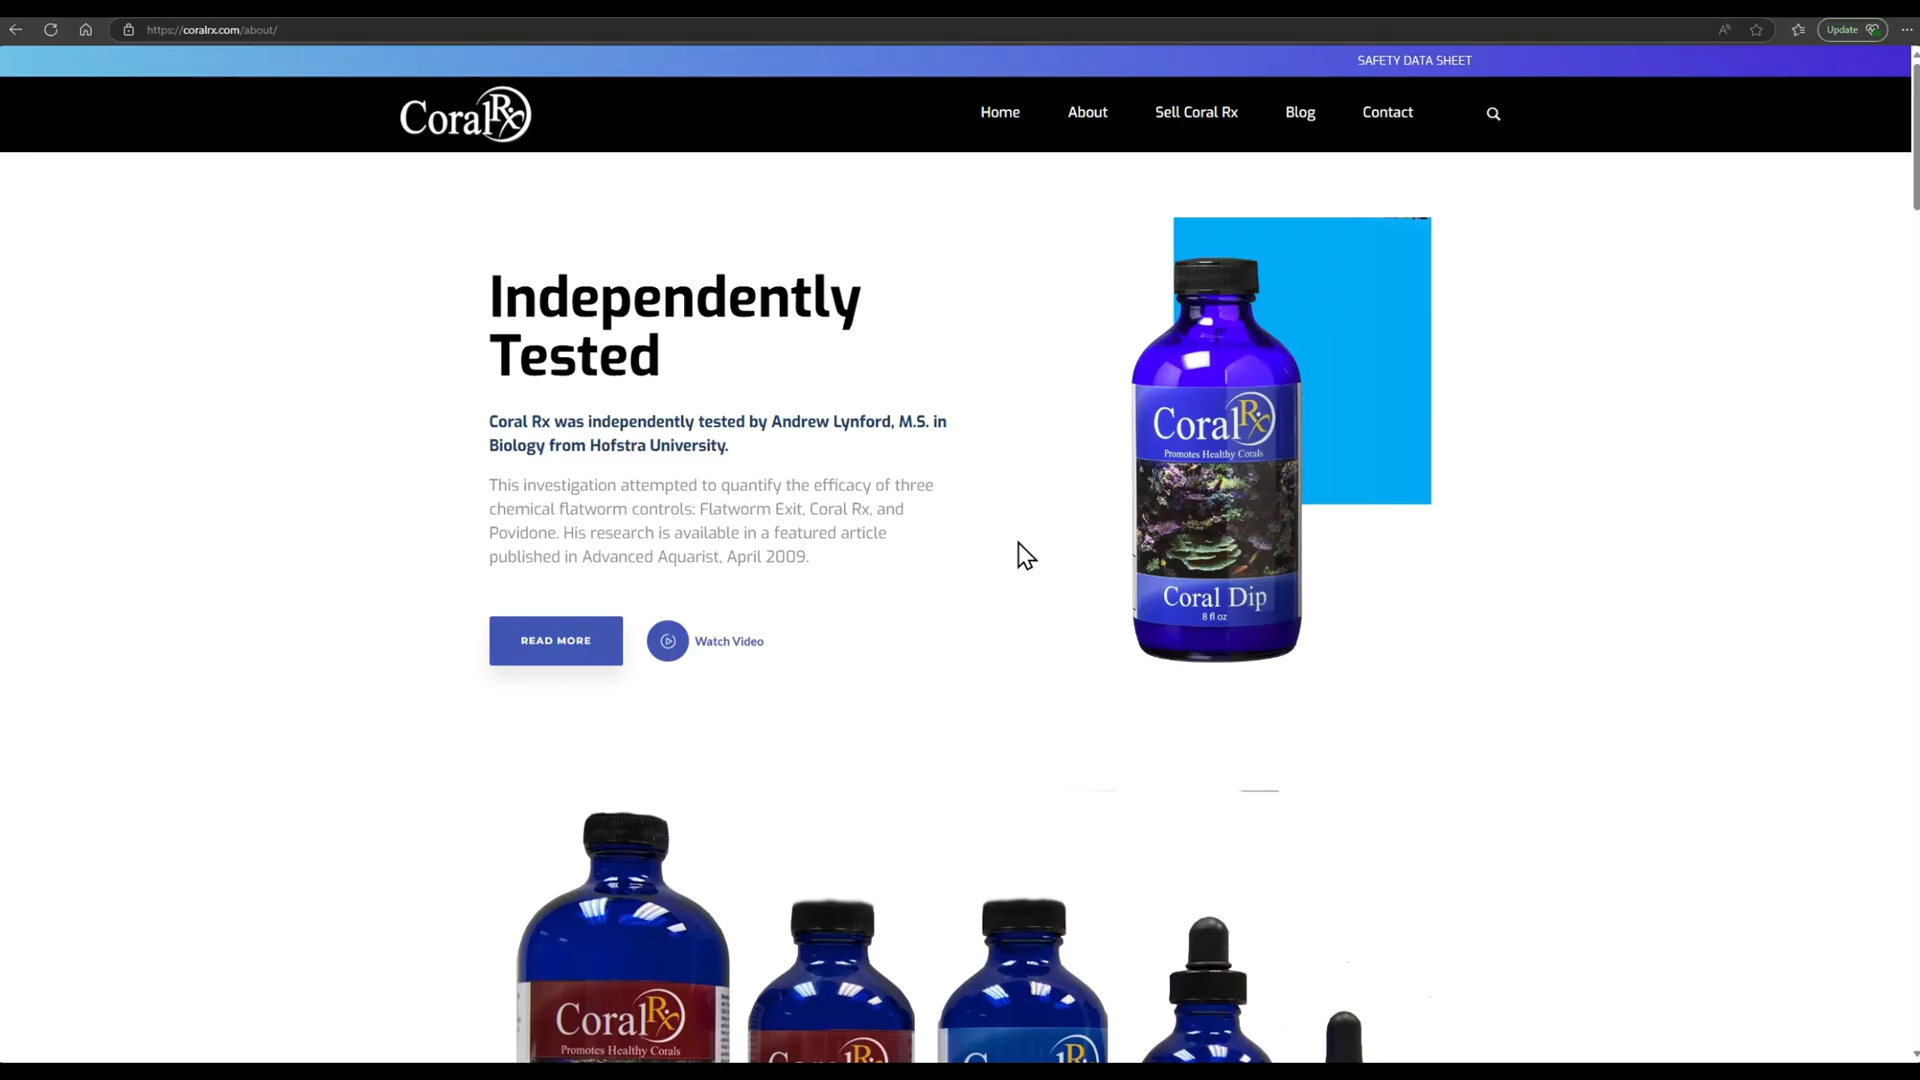 https://coralrx.com/about/
Update
SAFETY DATA SHEET
CoralRx
Home
About
Sell Coral Rx
Blog
Contact
Independently
Tested
Coral Rx was independently tested by Andrew Lynford, M.S. in
Biology from Hofstra University.
This investigation attempted to quantify the efficacy of three
chemical flatworm controls: Flatworm Exit, Coral Rx, and
Povidone. His research is available in a featured article
published in Advanced Aquarist, April 2009.
READ MORE
Watch Video
CoralRx
Promotes Healthy Corals
Coral Dip
8 fl oz
CoralRx
Promotes Healthy Corals
CoralRx
CoralRx